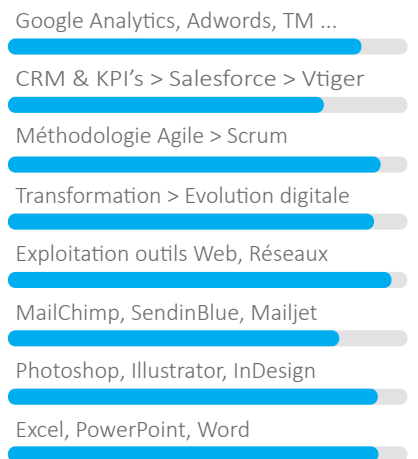 Google Analytics, Adwords, TM ...
CRM & KPI's > Salesforce > Vtiger
Méthodologie Agile > Scrum
Transformation > Evolution digitale
Exploitation outils Web, Réseaux
MailChimp, SendinBlue, Mailjet
Photoshop, Illustrator, InDesign
Excel, PowerPoint, Word